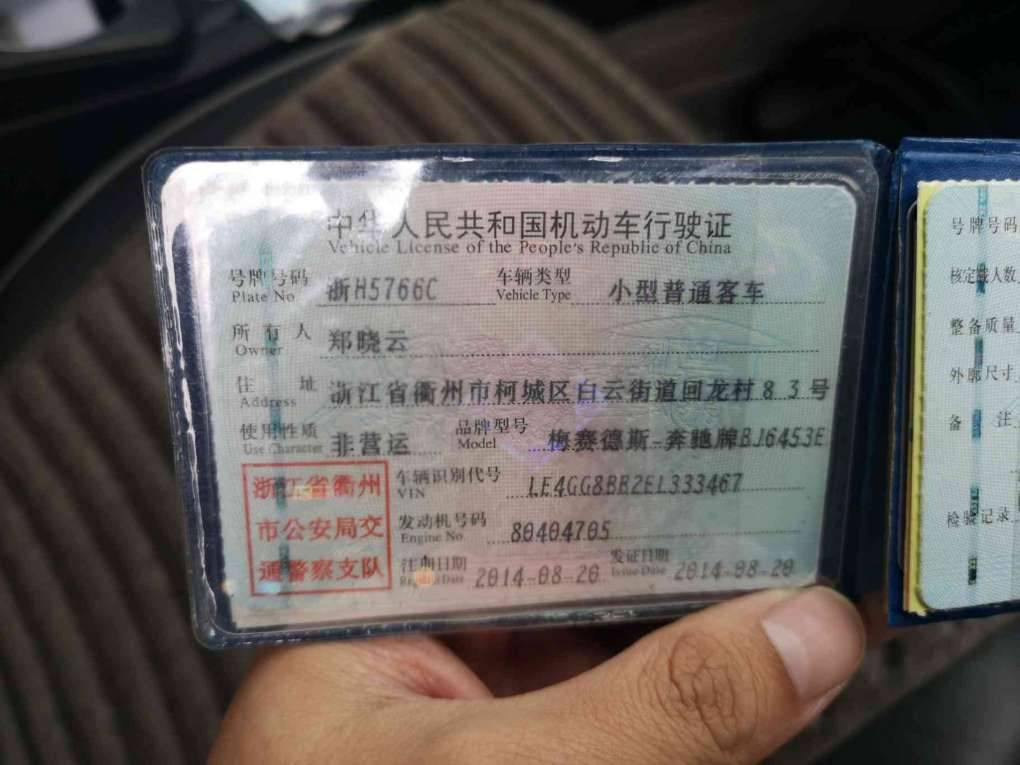 中华人民共和国机动车行驶证
Vehicle License of the People's Republic of China
号牌号码 浙H5766C 车辆类型 小型普通客车
Plate No Vehicle Type
所有人 郑晓云
Owner
住址 浙江省衢州市柯城区白云街道回龙村83号
Address
使用性质 非营运 品牌型号 梅赛德斯-奔驰牌BJ6453E
Use Character Model
浙江省衢州
市公安局交
通警察支队
车辆识别代号 LE4GG8BB2EL333467
VIN
发动机号码 80404705
Engine No
注册日期 2014-08-20 发证日期 2014-08-20
Register Date Issue Date
号牌号码
核定载人数
整备质量
外廓尺寸
备注
检验记录